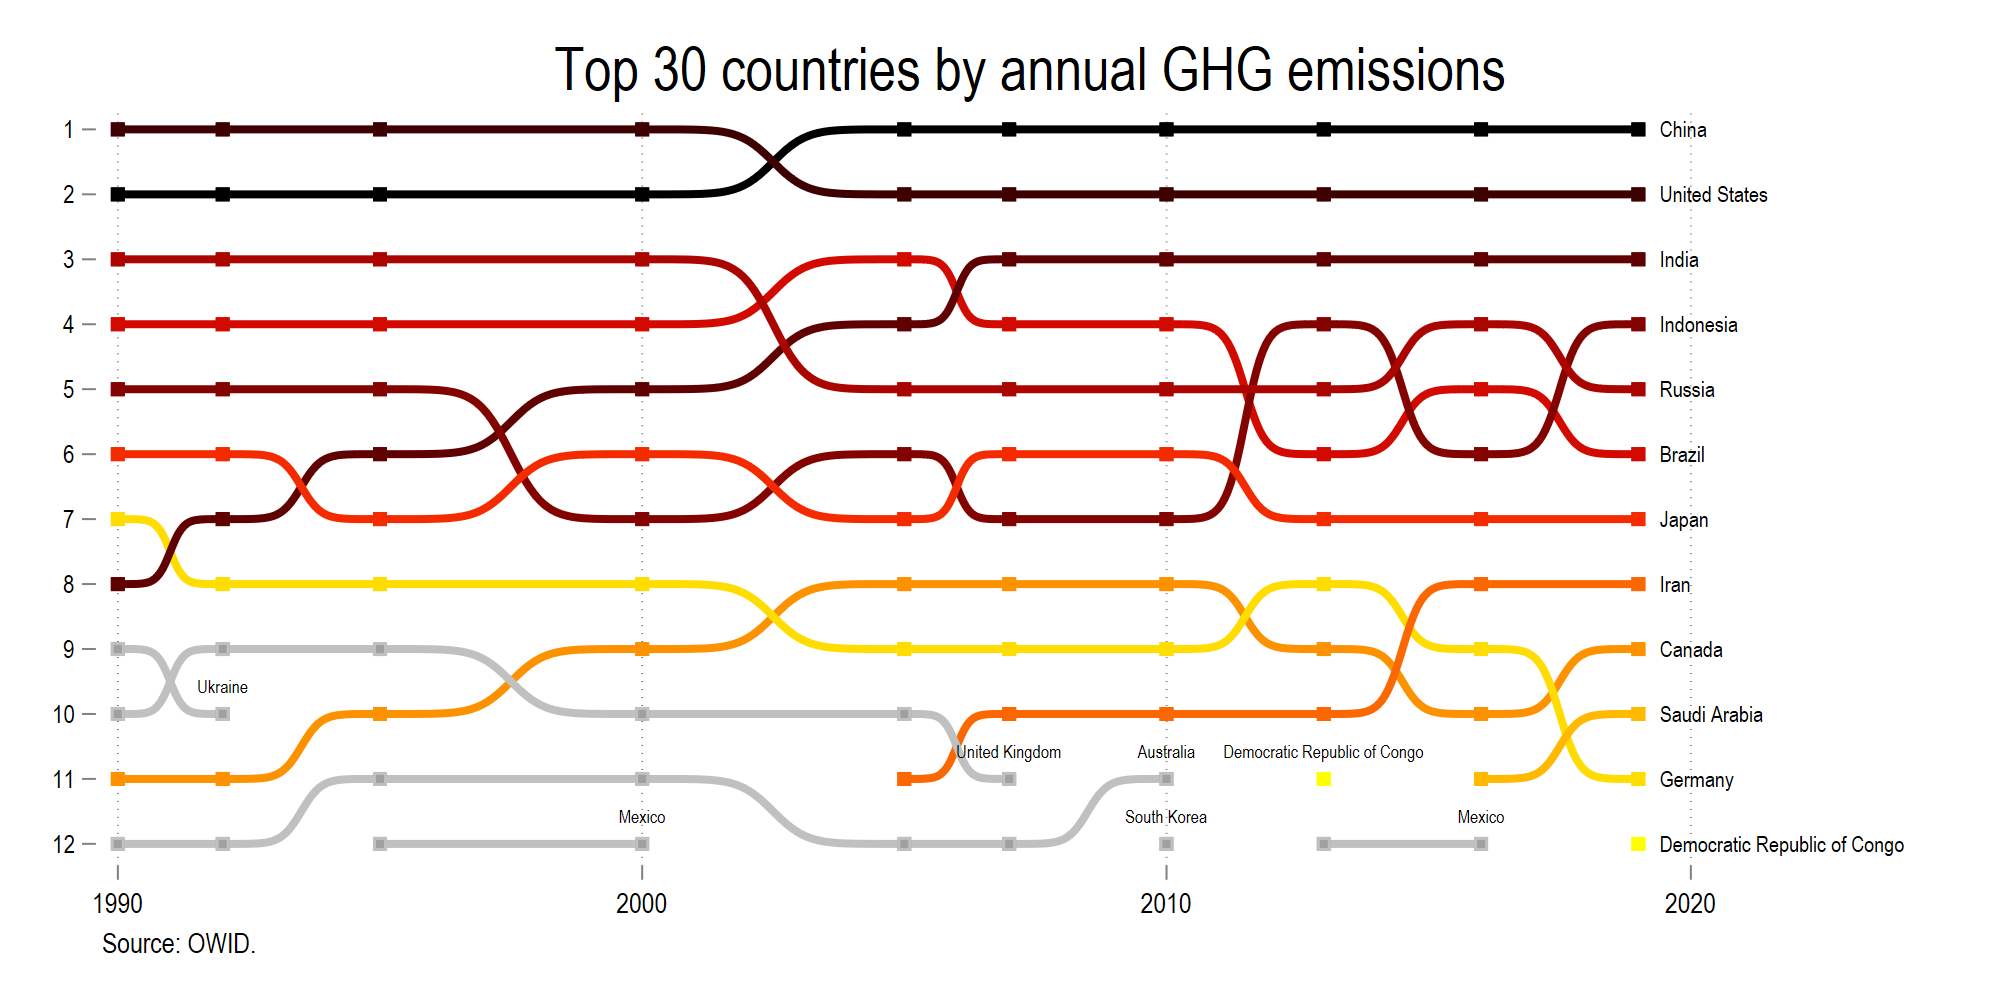 Top 30 countries by annual GHG emissions
1
China
2
United States
3
India
4
Indonesia
5
Russia
6
Brazil
7
Japan
8
Iran
9
Canada
Ukraine
10
Saudi Arabia
United Kingdom
Australia
Democratic Republic of Congo
11
Germany
Mexico
South Korea
Mexico
12
Democratic Republic of Congo
1990
2000
2010
2020
Source: OWID.